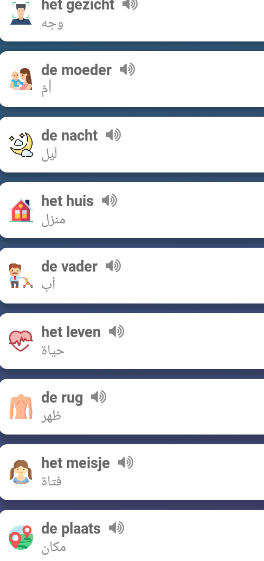 het gezicht
وجه
de moeder
أمّ
de nacht
لَيل
het huis
منزل
de vader
أب
het leven
حياة
de rug
ظهر
het meisje
فتاة
de plaats
مكان